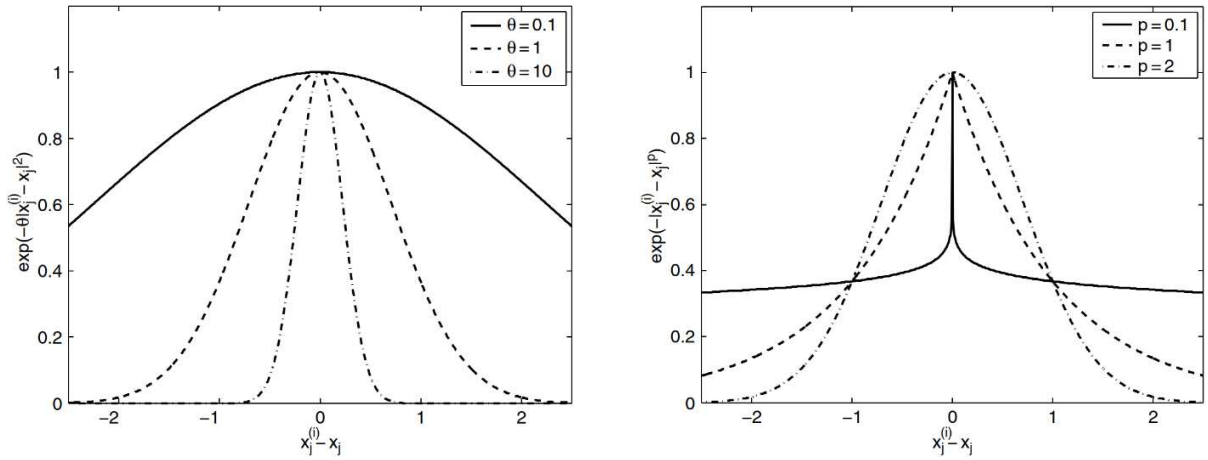 θ = 0.1
θ = 1
θ = 10
1
0.8
0.6
0.4
0.2
0
exp(−θ|x_j^(i) − x_j|^2)
−2
−1
0
1
2
x_j^(i) − x_j
p = 0.1
p = 1
p = 2
1
0.8
0.6
0.4
0.2
0
exp(−|x_j^(i) − x_j|^p)
−2
−1
0
1
2
x_j^(i) − x_j